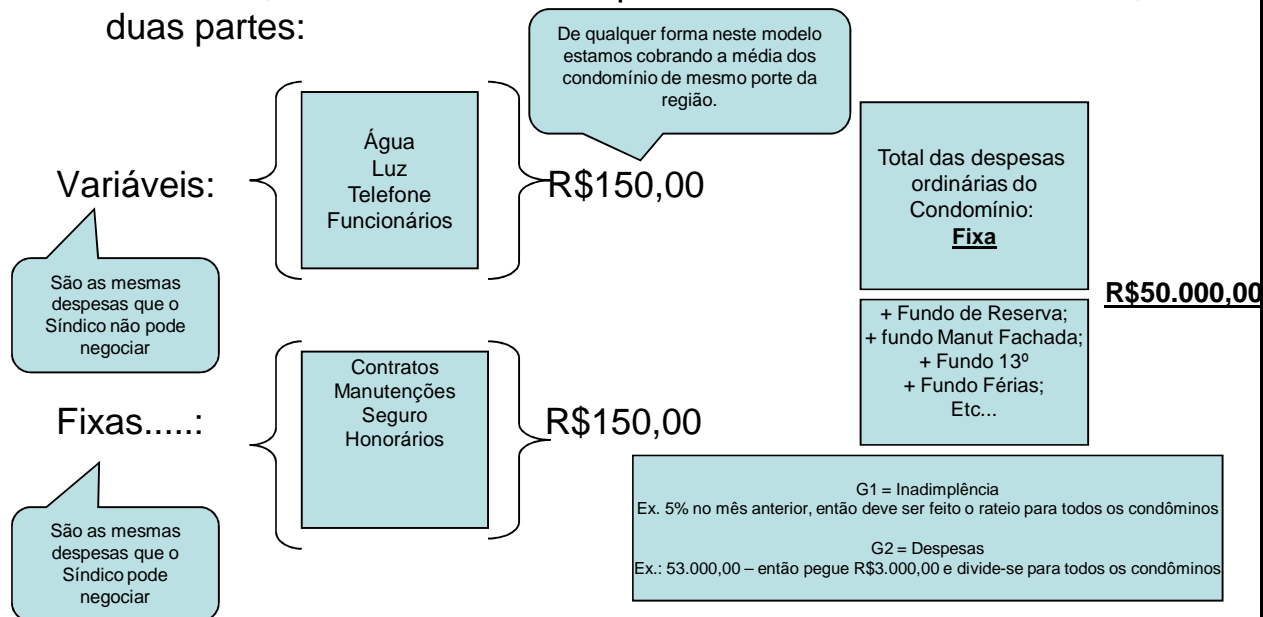 duas partes:
De qualquer forma neste modelo
estamos cobrando a média dos
condomínio de mesmo porte da
região.
Variáveis:
Água
Luz
Telefone
Funcionários
R$150,00
Total das despesas
ordinárias do
Condomínio:
Fixa
São as mesmas
despesas que o
Síndico não pode
negociar
R$50.000,00
+ Fundo de Reserva;
+ fundo Manut Fachada;
+ Fundo 13º
+ Fundo Férias;
Etc...
Fixas.....:
Contratos
Manutenções
Seguro
Honorários
R$150,00
São as mesmas
despesas que o
Síndico pode
negociar
G1 = Inadimplência
Ex. 5% no mês anterior, então deve ser feito o rateio para todos os condôminos
G2 = Despesas
Ex.: 53.000,00 – então pegue R$3.000,00 e divide-se para todos os condôminos